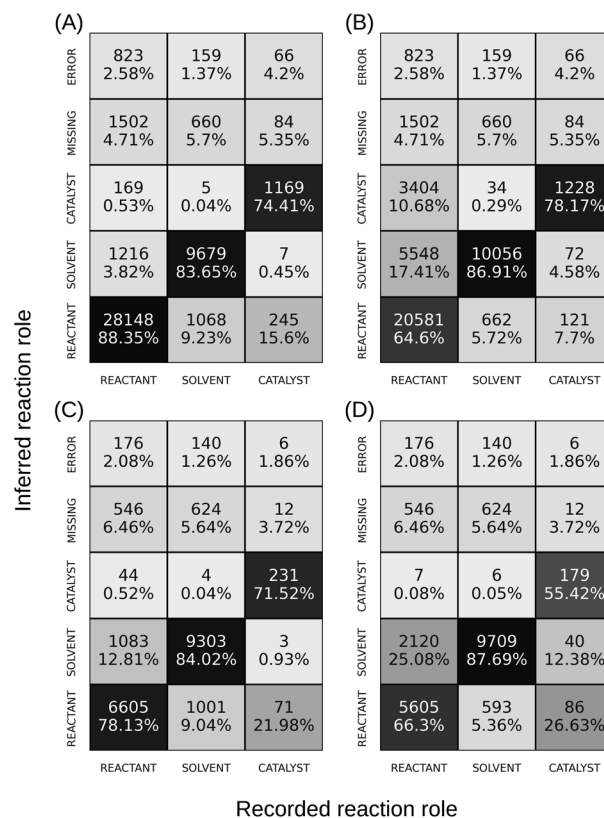 (A)
ERROR
823 159 66
2.58% 1.37% 4.2%
MISSING
1502 660 84
4.71% 5.7% 5.35%
CATALYST
169 5 1169
0.53% 0.04% 74.41%
SOLVENT
1216 9679 7
3.82% 83.65% 0.45%
REACTANT
28148 1068 245
88.35% 9.23% 15.6%
REACTANT SOLVENT CATALYST
(B)
ERROR
823 159 66
2.58% 1.37% 4.2%
MISSING
1502 660 84
4.71% 5.7% 5.35%
CATALYST
3404 34 1228
10.68% 0.29% 78.17%
SOLVENT
5548 10056 72
17.41% 86.91% 4.58%
REACTANT
20581 662 121
64.6% 5.72% 7.7%
REACTANT SOLVENT CATALYST
Inferred reaction role
(C)
ERROR
176 140 6
2.08% 1.26% 1.86%
MISSING
546 624 12
6.46% 5.64% 3.72%
CATALYST
44 4 231
0.52% 0.04% 71.52%
SOLVENT
1083 9303 3
12.81% 84.02% 0.93%
REACTANT
6605 1001 71
78.13% 9.04% 21.98%
REACTANT SOLVENT CATALYST
(D)
ERROR
176 140 6
2.08% 1.26% 1.86%
MISSING
546 624 12
6.46% 5.64% 3.72%
CATALYST
7 6 179
0.08% 0.05% 55.42%
SOLVENT
2120 9709 40
25.08% 87.69% 12.38%
REACTANT
5605 593 86
66.3% 5.36% 26.63%
REACTANT SOLVENT CATALYST
Recorded reaction role